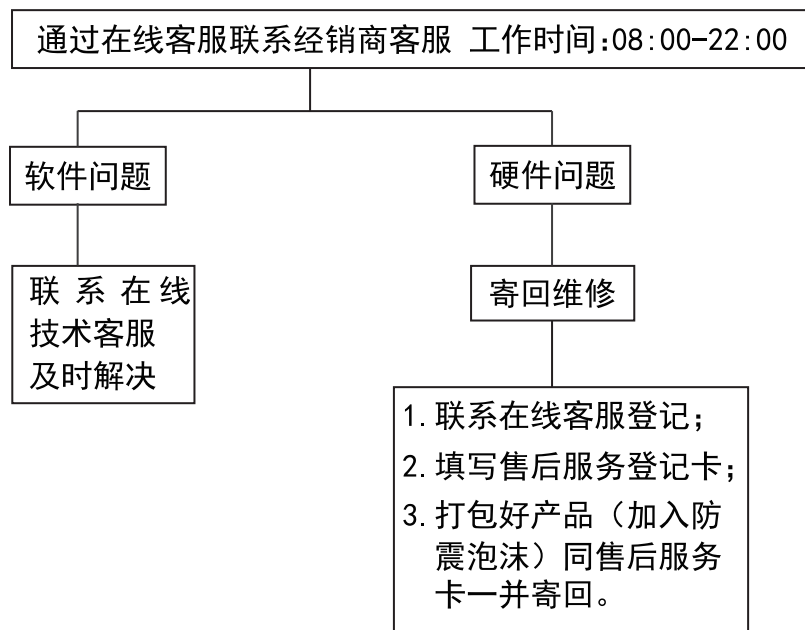 通过在线客服联系经销商客服 工作时间:08:00-22:00
软件问题
硬件问题
联系在线
技术客服
及时解决
寄回维修
1.联系在线客服登记;
2.填写售后服务登记卡;
3.打包好产品（加入防
震泡沫）同售后服务
卡一并寄回。